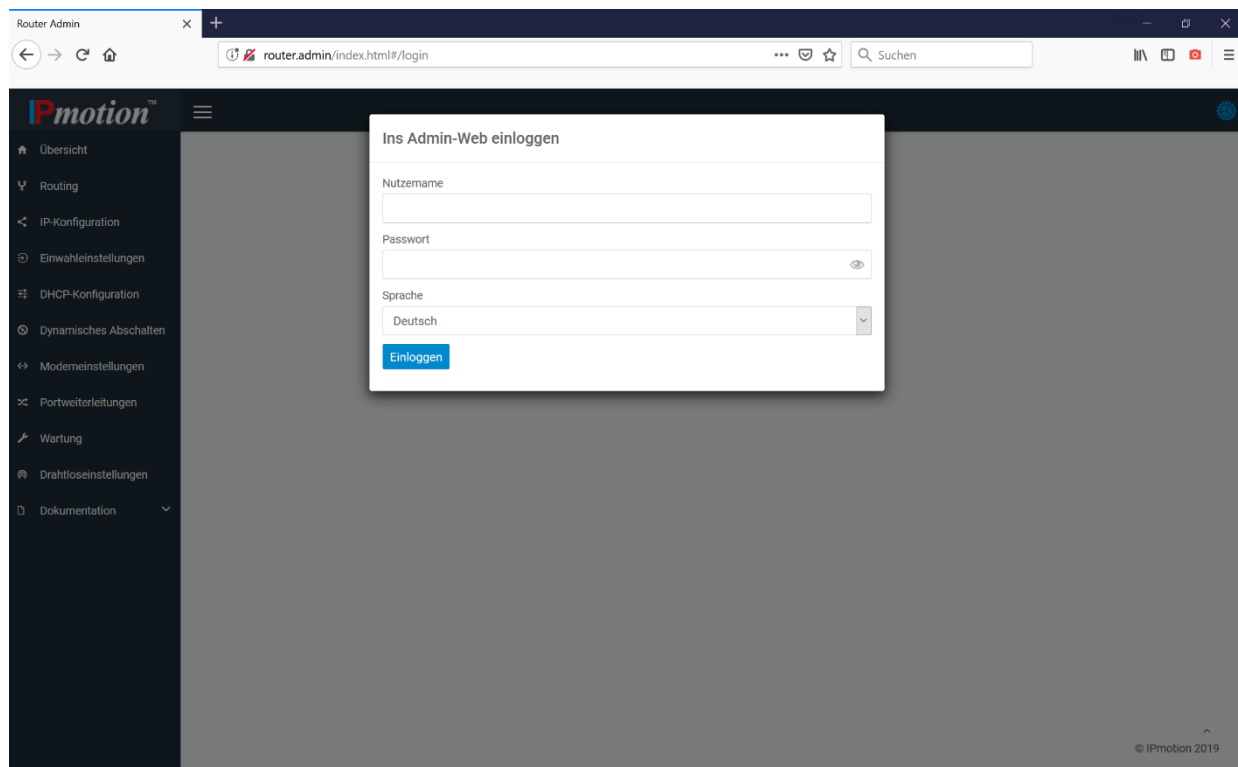 Router Admin
router.admin/index.html#/login
Suchen
IPmotion™
Übersicht
Routing
IP-Konfiguration
Einwahleinstellungen
DHCP-Konfiguration
Dynamisches Abschalten
Modemeinstellungen
Portweiterleitungen
Wartung
Drahtloseinstellungen
Dokumentation
Ins Admin-Web einloggen
Nutzername
Passwort
Sprache
Deutsch
Einloggen
© IPmotion 2019